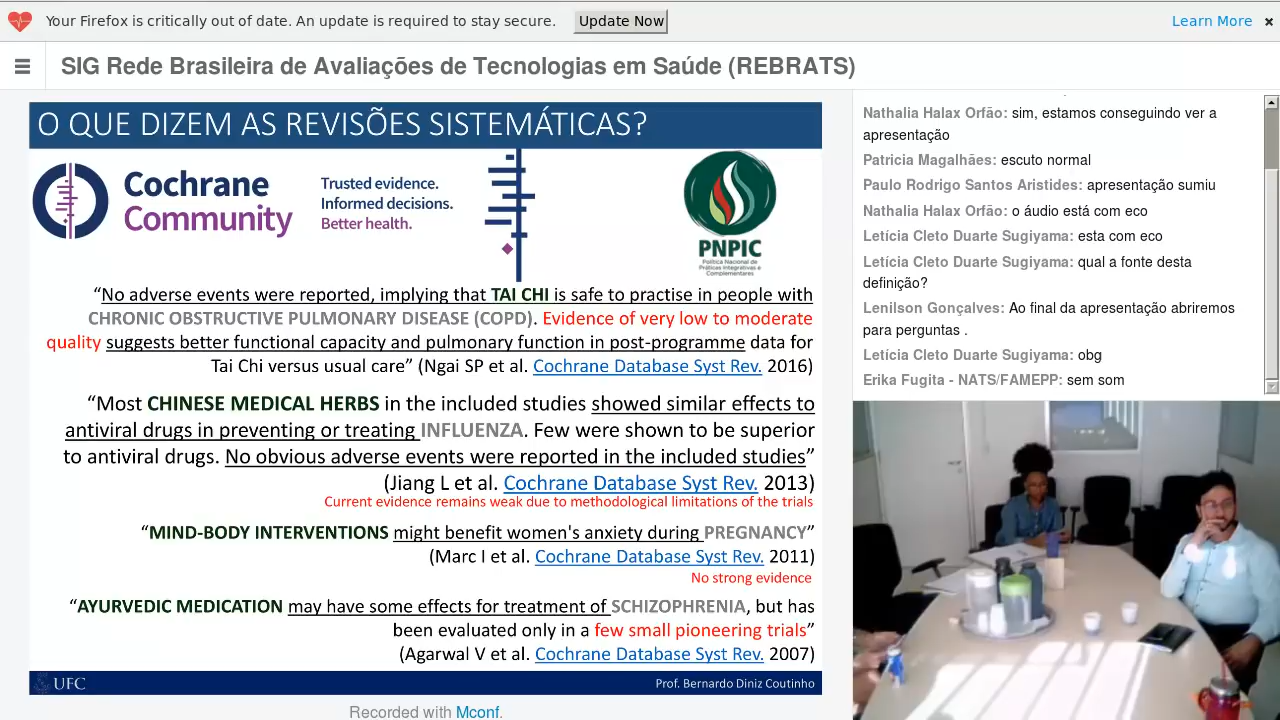 Your Firefox is critically out of date. An update is required to stay secure.
Update Now
Learn More
SIG Rede Brasileira de Avaliações de Tecnologias em Saúde (REBRATS)
O QUE DIZEM AS REVISÕES SISTEMÁTICAS?
Cochrane
Community
Trusted evidence.
Informed decisions.
Better health.
PNPIC
Política Nacional de
Práticas Integrativas e
Complementares
“No adverse events were reported, implying that TAI CHI is safe to practise in people with
CHRONIC OBSTRUCTIVE PULMONARY DISEASE (COPD). Evidence of very low to moderate
quality suggests better functional capacity and pulmonary function in post-programme data for
Tai Chi versus usual care” (Ngai SP et al. Cochrane Database Syst Rev. 2016)
“Most CHINESE MEDICAL HERBS in the included studies showed similar effects to
antiviral drugs in preventing or treating INFLUENZA. Few were shown to be superior
to antiviral drugs. No obvious adverse events were reported in the included studies”
(Jiang L et al. Cochrane Database Syst Rev. 2013)
Current evidence remains weak due to methodological limitations of the trials
“MIND-BODY INTERVENTIONS might benefit women's anxiety during PREGNANCY”
(Marc I et al. Cochrane Database Syst Rev. 2011)
No strong evidence
“AYURVEDIC MEDICATION may have some effects for treatment of SCHIZOPHRENIA, but has
been evaluated only in a few small pioneering trials”
(Agarwal V et al. Cochrane Database Syst Rev. 2007)
UFC
Prof. Bernardo Diniz Coutinho
Recorded with Mconf.
Nathalia Halax Orfão: sim, estamos conseguindo ver a
apresentação
Patricia Magalhães: escuto normal
Paulo Rodrigo Santos Aristides: apresentação sumiu
Nathalia Halax Orfão: o áudio está com eco
Letícia Cleto Duarte Sugiyama: esta com eco
Letícia Cleto Duarte Sugiyama: qual a fonte desta
definição?
Lenilson Gonçalves: Ao final da apresentação abriremos
para perguntas .
Letícia Cleto Duarte Sugiyama: obg
Erika Fugita - NATS/FAMEPP: sem som